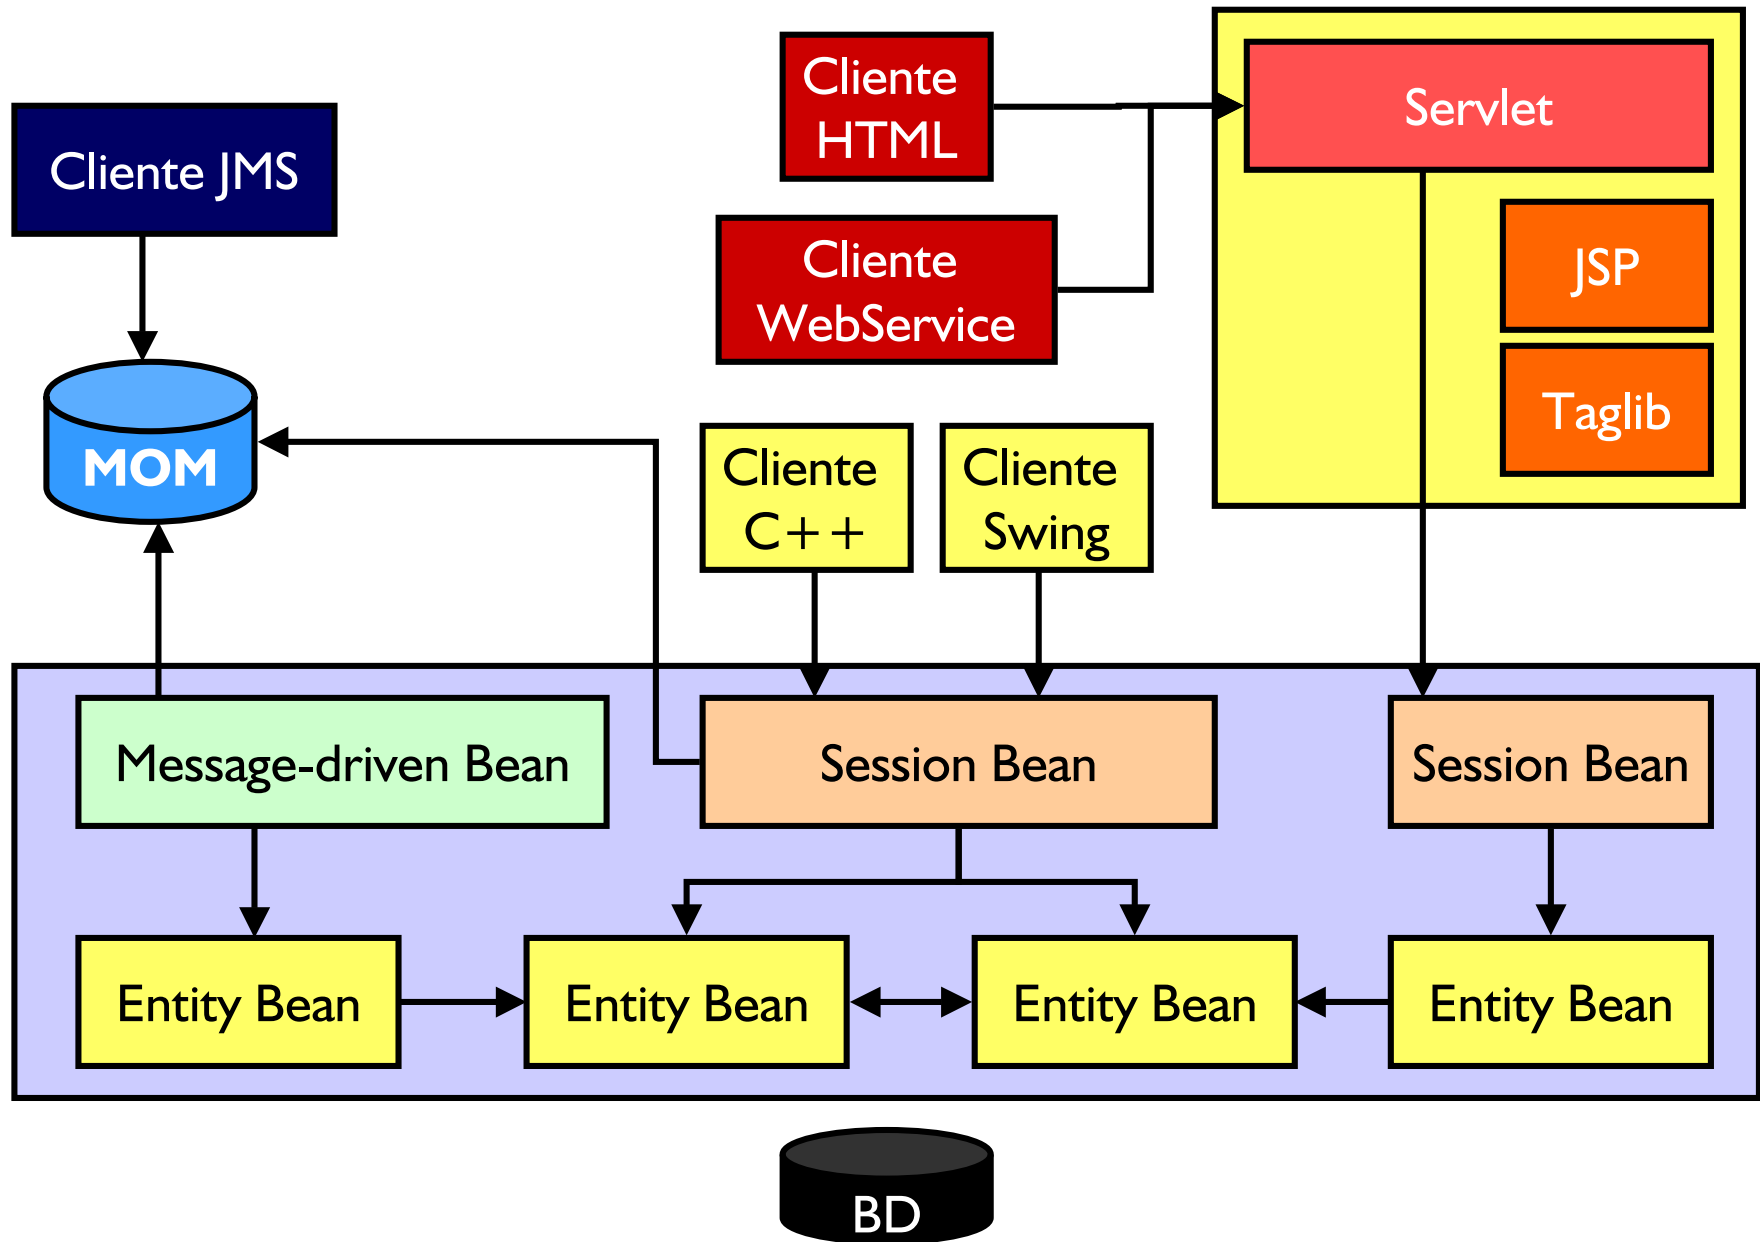 Cliente
HTML
Servlet
Cliente JMS
Cliente
WebService
JSP
Taglib
MOM
Cliente
C++
Cliente
Swing
Message-driven Bean
Session Bean
Session Bean
Entity Bean
Entity Bean
Entity Bean
Entity Bean
BD